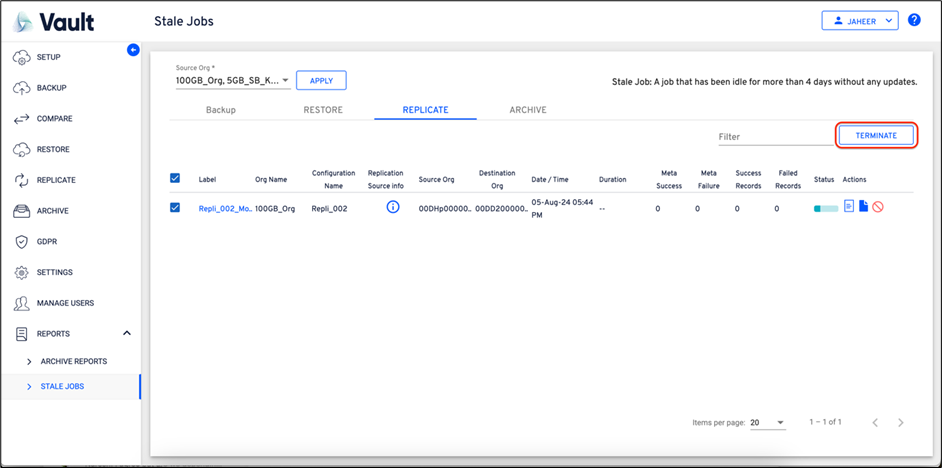 Vault
Stale Jobs
JAHEER
SETUP
BACKUP
COMPARE
RESTORE
REPLICATE
ARCHIVE
GDPR
SETTINGS
MANAGE USERS
REPORTS
ARCHIVE REPORTS
STALE JOBS
Source Org *
100GB_Org, 5GB_SB_K...
APPLY
Stale Job: A job that has been idle for more than 4 days without any updates.
Backup RESTORE REPLICATE ARCHIVE
Filter
TERMINATE
Label Org Name Configuration Name Replication Source info Source Org Destination Org Date / Time Duration Meta Success Meta Failure Success Records Failed Records Status Actions
Repli_002_Mo.. 100GB_Org Repli_002 00DHp00000.. 00DD200000.. 05-Aug-24 05:44 PM -- 0 0 0 0
Items per page: 20 1 – 1 of 1